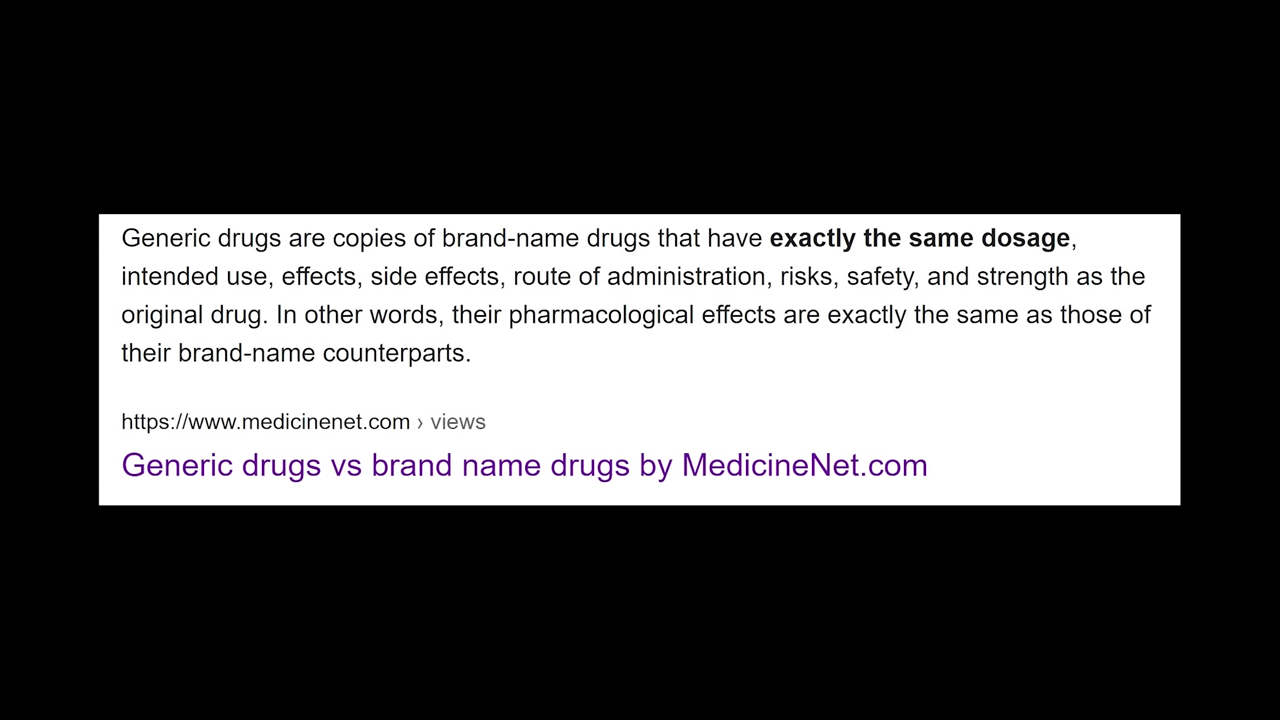 Generic drugs are copies of brand-name drugs that have exactly the same dosage,
intended use, effects, side effects, route of administration, risks, safety, and strength as the
original drug. In other words, their pharmacological effects are exactly the same as those of
their brand-name counterparts.
https://www.medicinenet.com › views
Generic drugs vs brand name drugs by MedicineNet.com